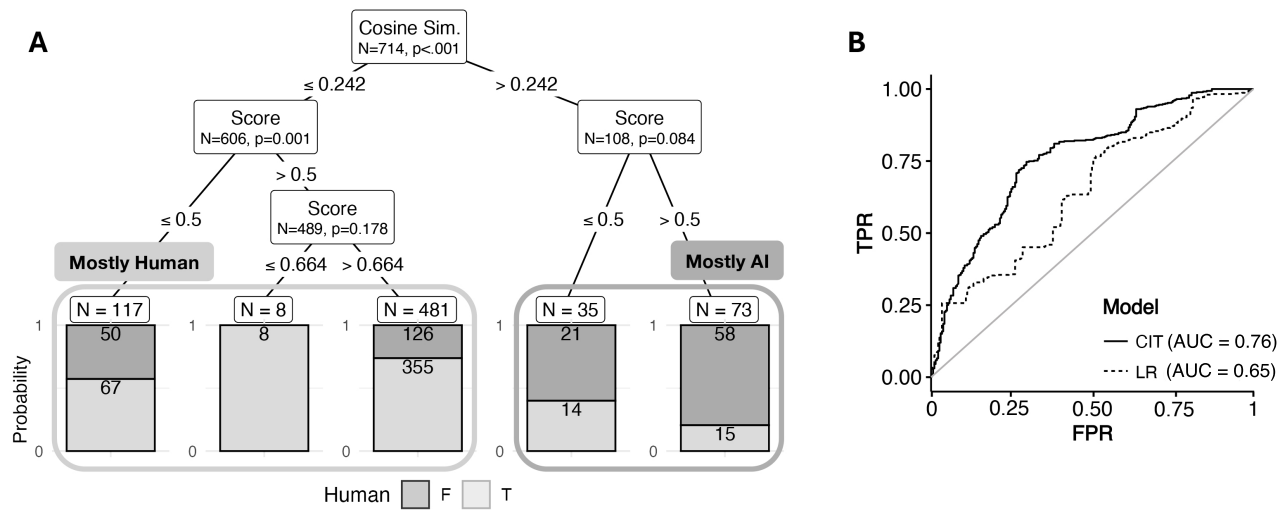 A
Cosine Sim.
N=714, p<.001
≤ 0.242
> 0.242
Score
N=606, p=0.001
Score
N=108, p=0.084
> 0.5
Score
N=489, p=0.178
≤ 0.5
≤ 0.5
> 0.5
Mostly Human
≤ 0.664
> 0.664
Mostly AI
N = 117
N = 8
N = 481
N = 35
N = 73
Probability
1
0
50
67
1
0
8
1
0
126
355
1
0
21
14
1
0
58
15
Human F T
B
TPR
1.00
0.75
0.50
0.25
0.00
0 0.25 0.50 0.75 1
FPR
Model
CIT (AUC = 0.76)
LR (AUC = 0.65)